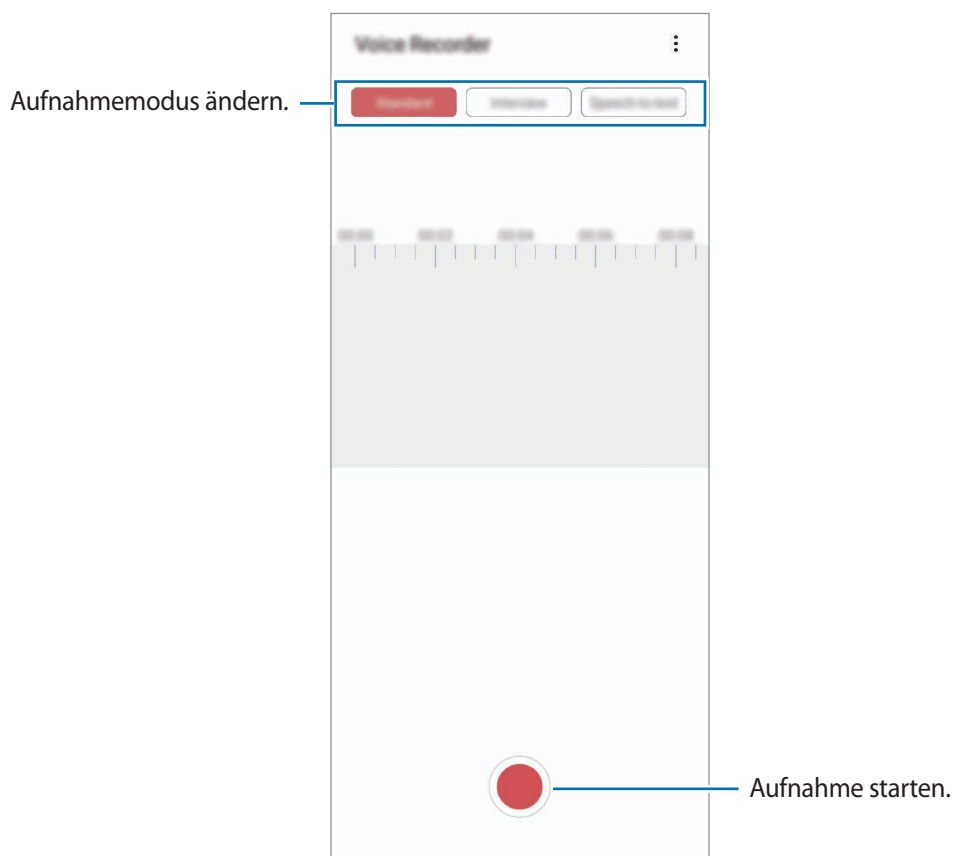 Voice Recorder
Aufnahmemodus ändern.
Standard Interview Speech-to-text
Aufnahme starten.